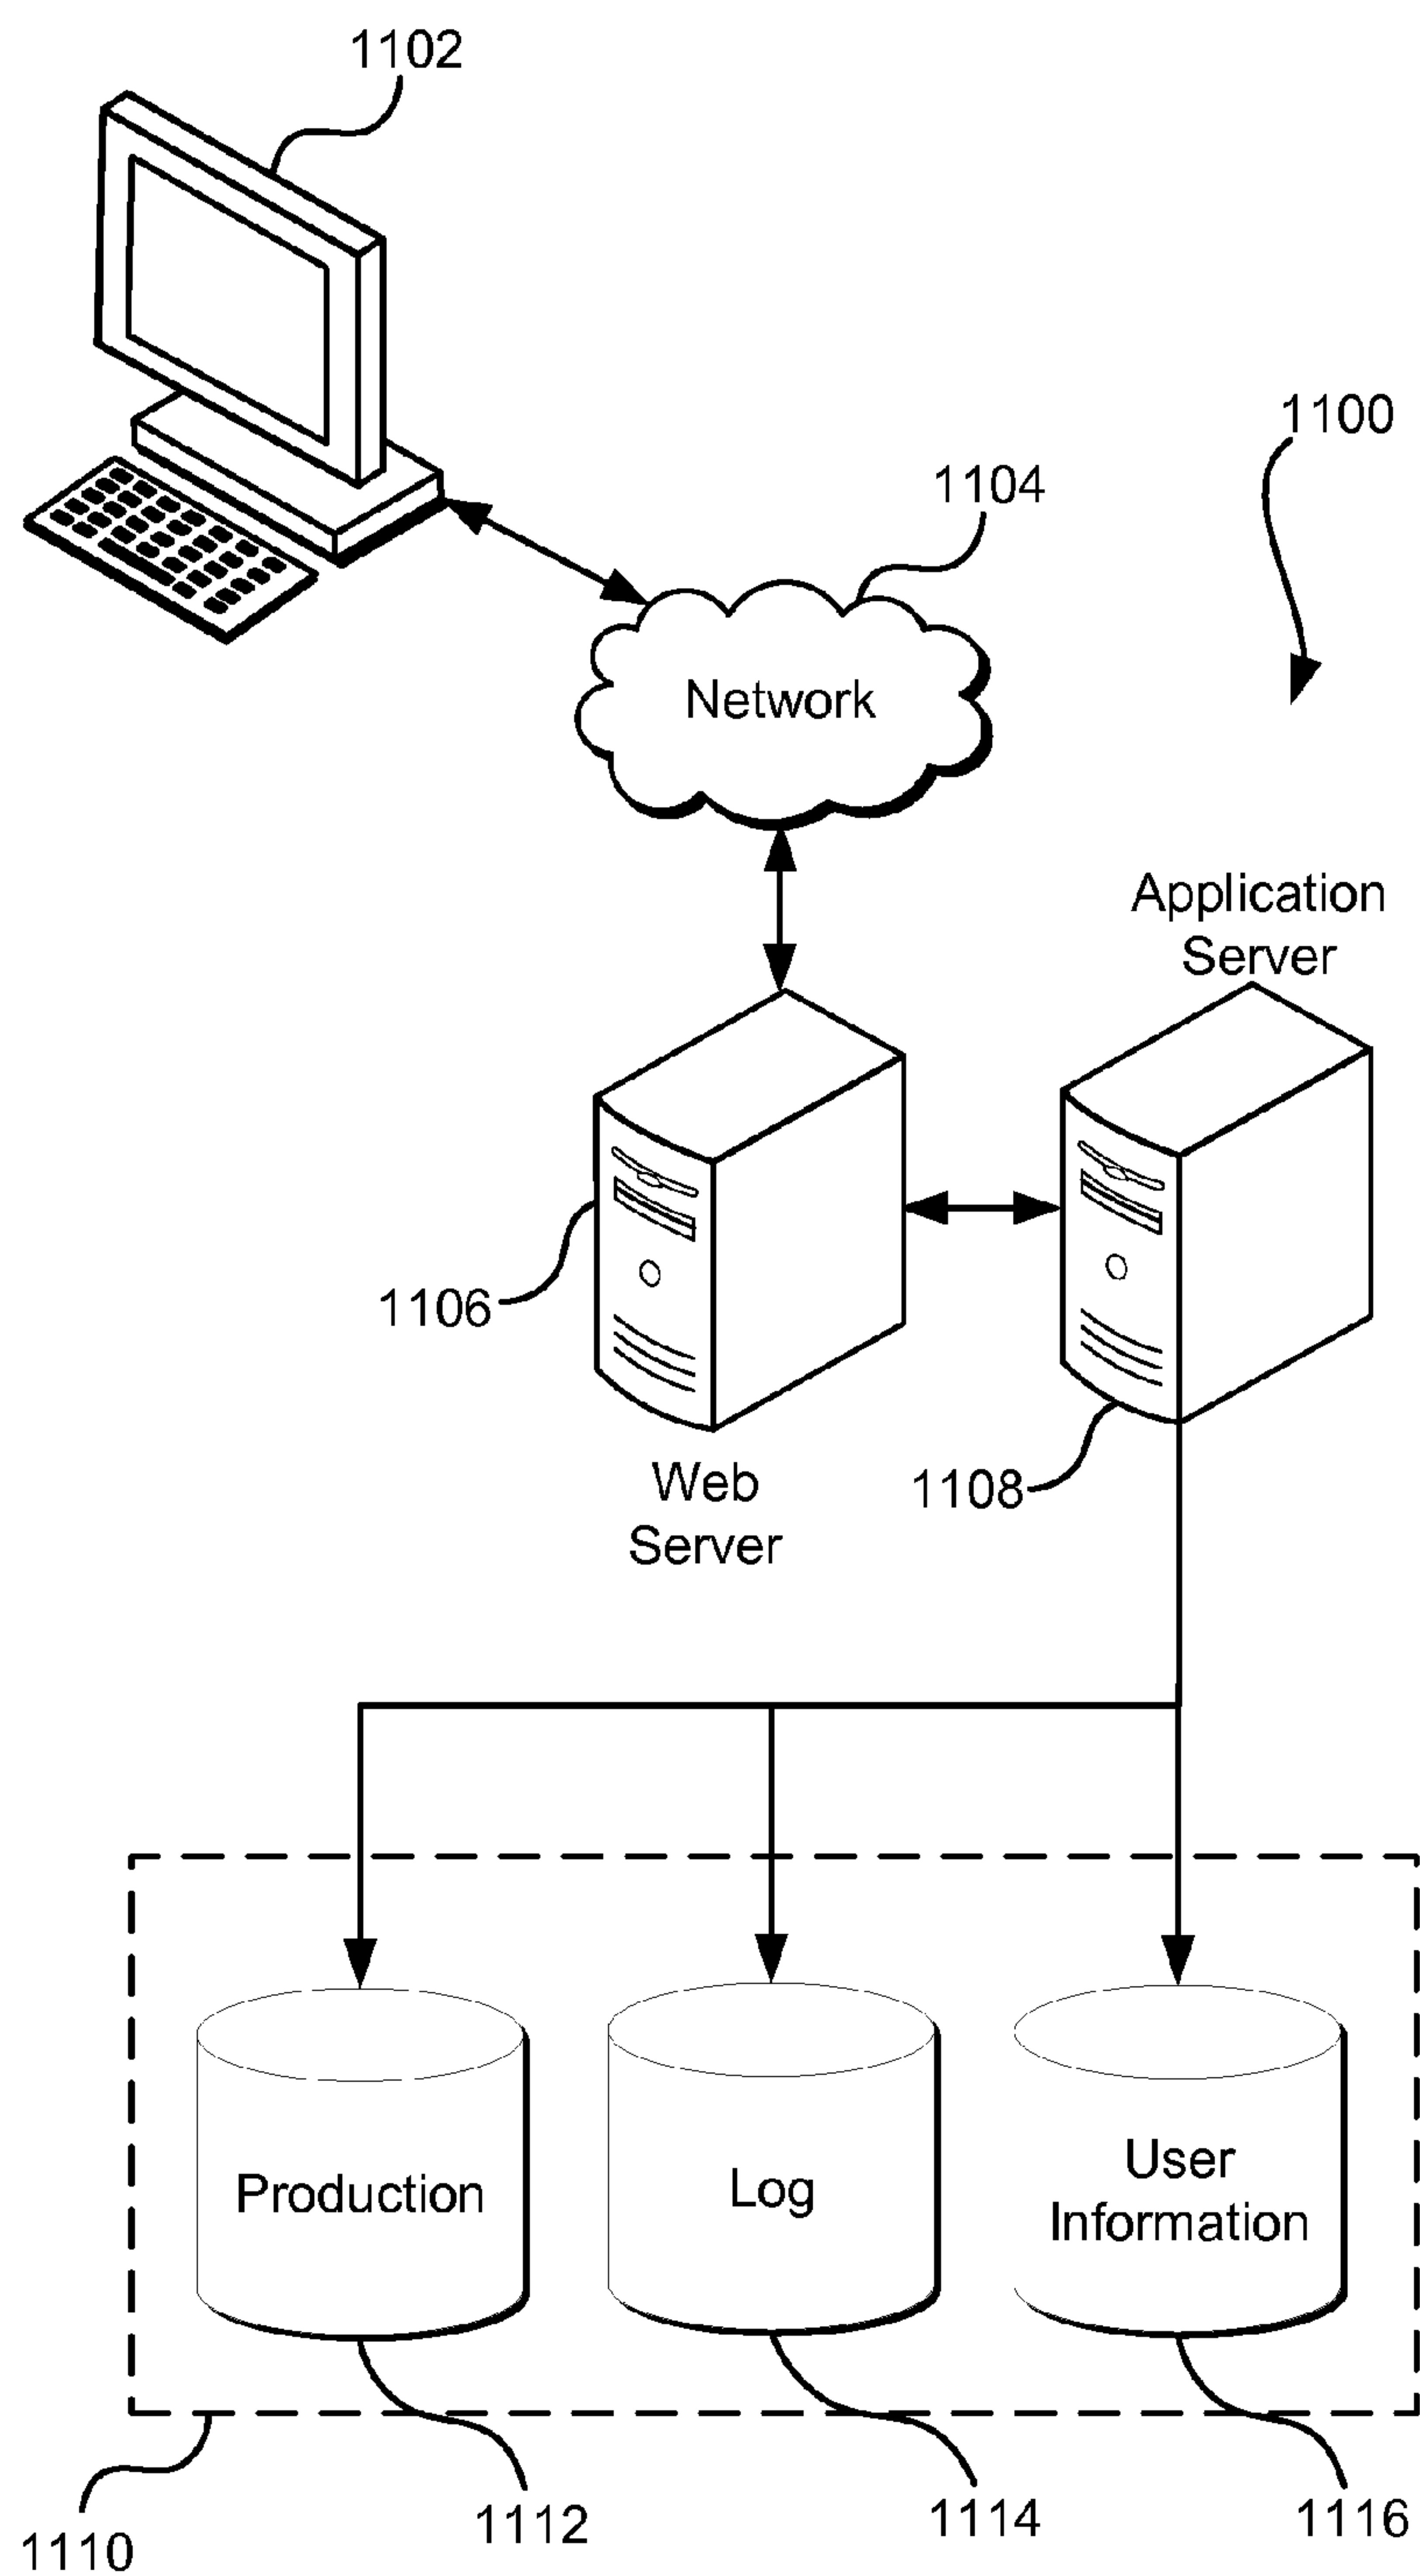 1102
1100
1104
Network
Application
Server
1106
Web
Server
1108
Production
Log
User
Information
1110
1112
1114
1116